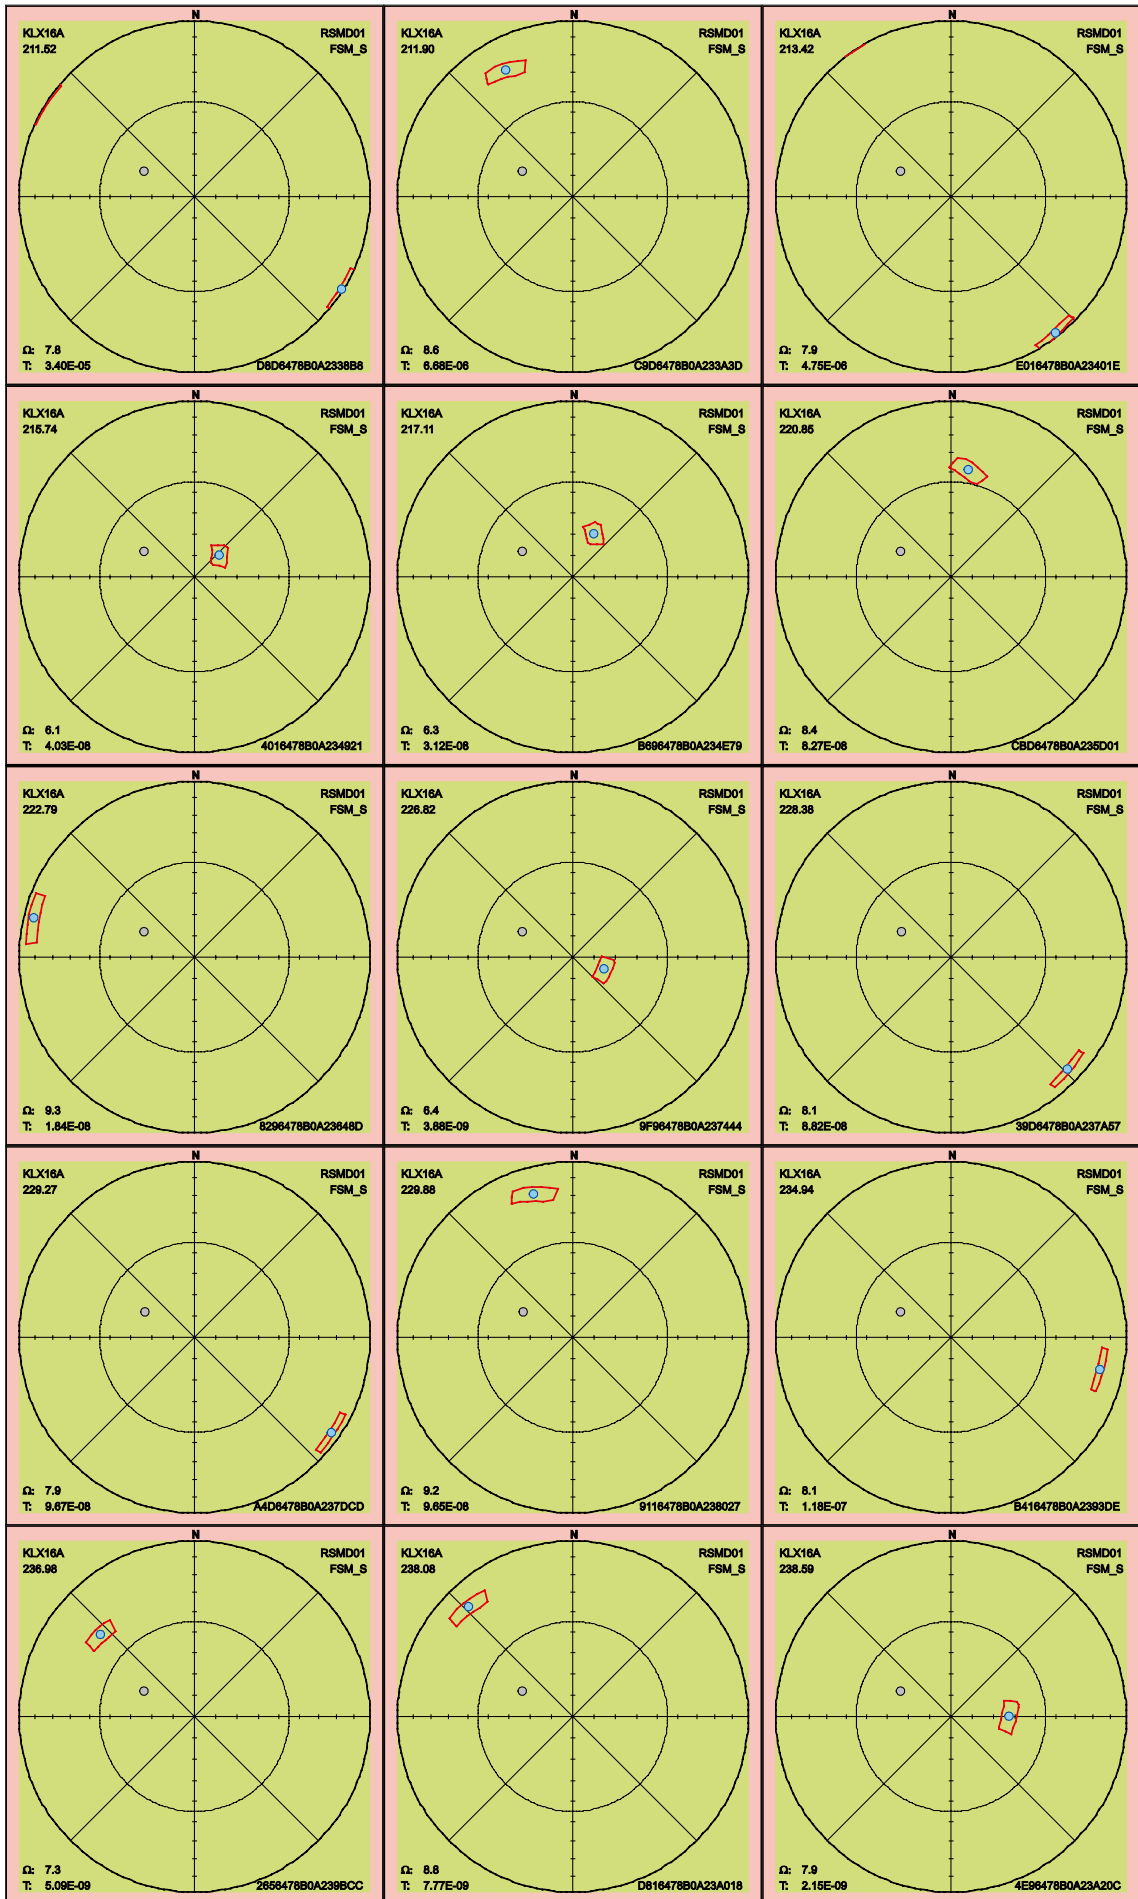 N
KLX16A RSMD01
211.52 FSM_S
Ω: 7.8
T: 3.40E-05 D8D6478B0A2338B8
N
KLX16A RSMD01
211.90 FSM_S
Ω: 8.6
T: 6.68E-06 C9D6478B0A233A3D
N
KLX16A RSMD01
213.42 FSM_S
Ω: 7.9
T: 4.75E-06 E016478B0A23401E
N
KLX16A RSMD01
215.74 FSM_S
Ω: 6.1
T: 4.03E-08 4016478B0A234921
N
KLX16A RSMD01
217.11 FSM_S
Ω: 6.3
T: 3.12E-08 B696478B0A234E79
N
KLX16A RSMD01
220.85 FSM_S
Ω: 8.4
T: 8.27E-08 CBD6478B0A235D01
N
KLX16A RSMD01
222.79 FSM_S
Ω: 9.3
T: 1.84E-08 8296478B0A23648D
N
KLX16A RSMD01
226.82 FSM_S
Ω: 6.4
T: 3.88E-09 9F96478B0A237444
N
KLX16A RSMD01
228.38 FSM_S
Ω: 8.1
T: 8.82E-08 39D6478B0A237A57
N
KLX16A RSMD01
229.27 FSM_S
Ω: 7.9
T: 9.67E-08 A4D6478B0A237DCD
N
KLX16A RSMD01
229.88 FSM_S
Ω: 9.2
T: 9.65E-08 9116478B0A238027
N
KLX16A RSMD01
234.94 FSM_S
Ω: 8.1
T: 1.18E-07 B416478B0A2393DE
N
KLX16A RSMD01
236.98 FSM_S
Ω: 7.3
T: 5.09E-09 2656478B0A239BCC
N
KLX16A RSMD01
238.08 FSM_S
Ω: 8.8
T: 7.77E-09 D816478B0A23A018
N
KLX16A RSMD01
238.59 FSM_S
Ω: 7.9
T: 2.15E-09 4E96478B0A23A20C